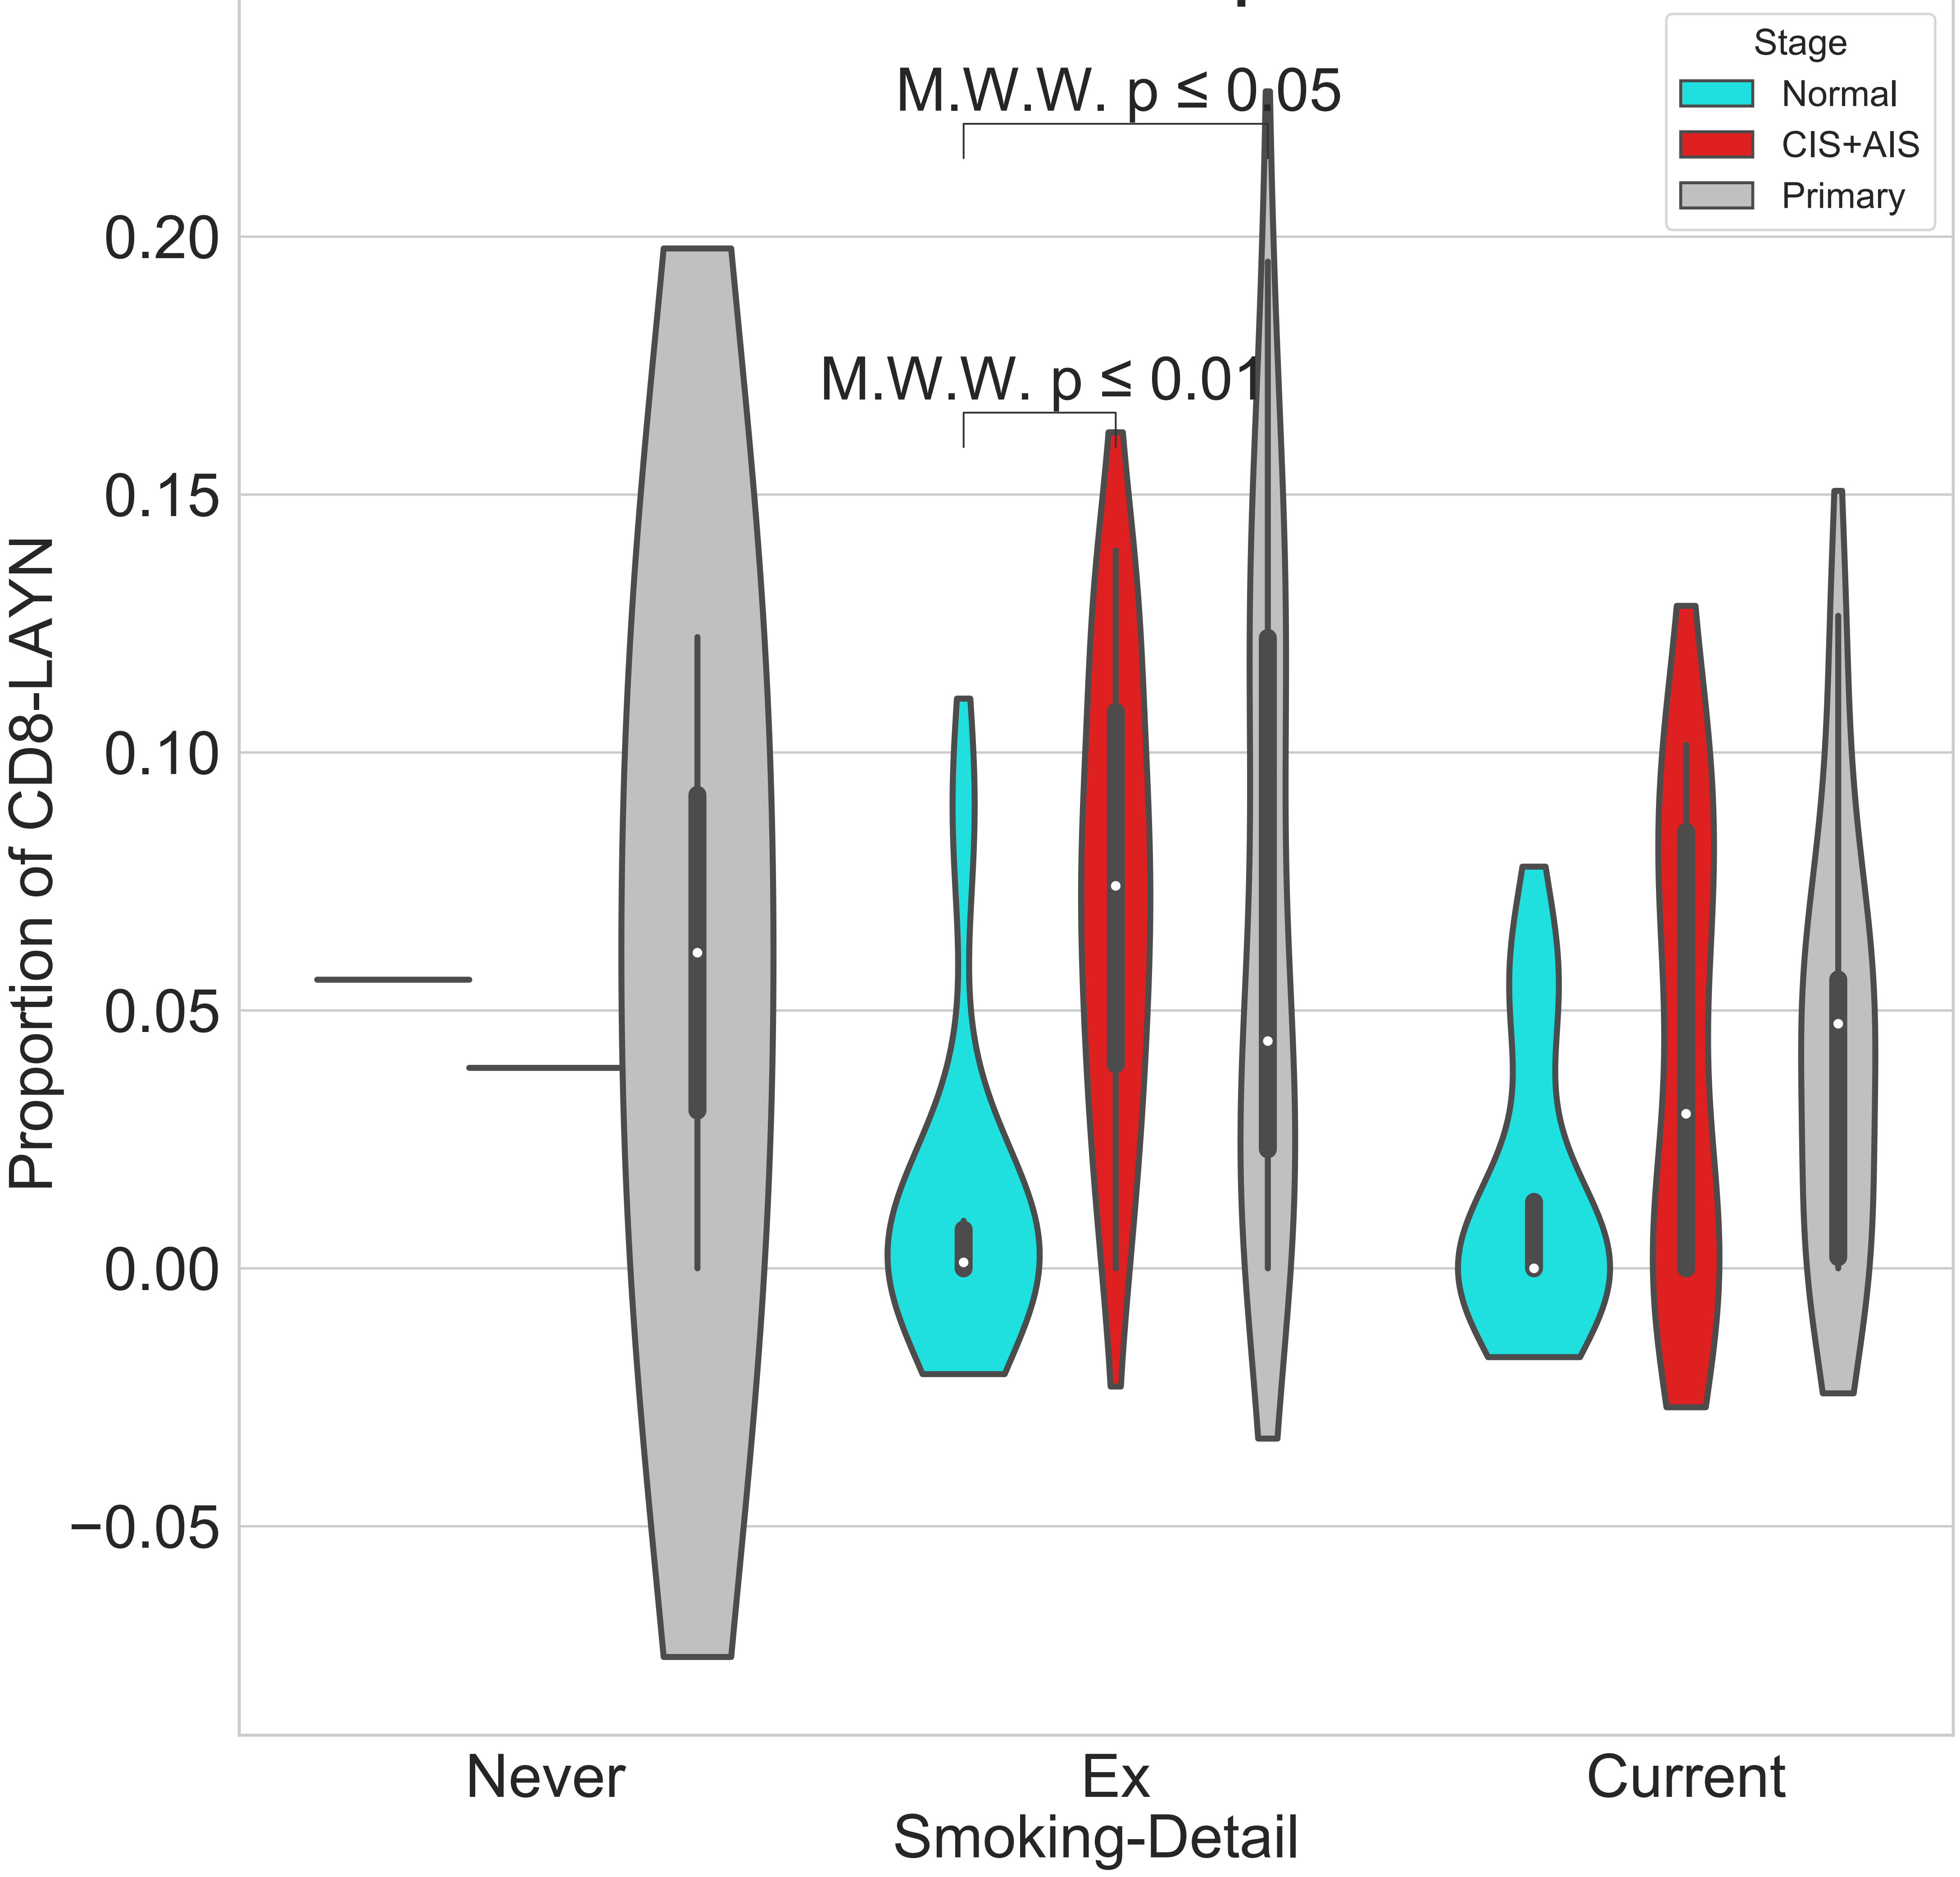 Stage
Normal
CIS+AIS
Primary
M.W.W. p ≤ 0.05
M.W.W. p ≤ 0.01
0.20
0.15
0.10
0.05
0.00
−0.05
Proportion of CD8-LAYN
Never
Ex
Current
Smoking-Detail